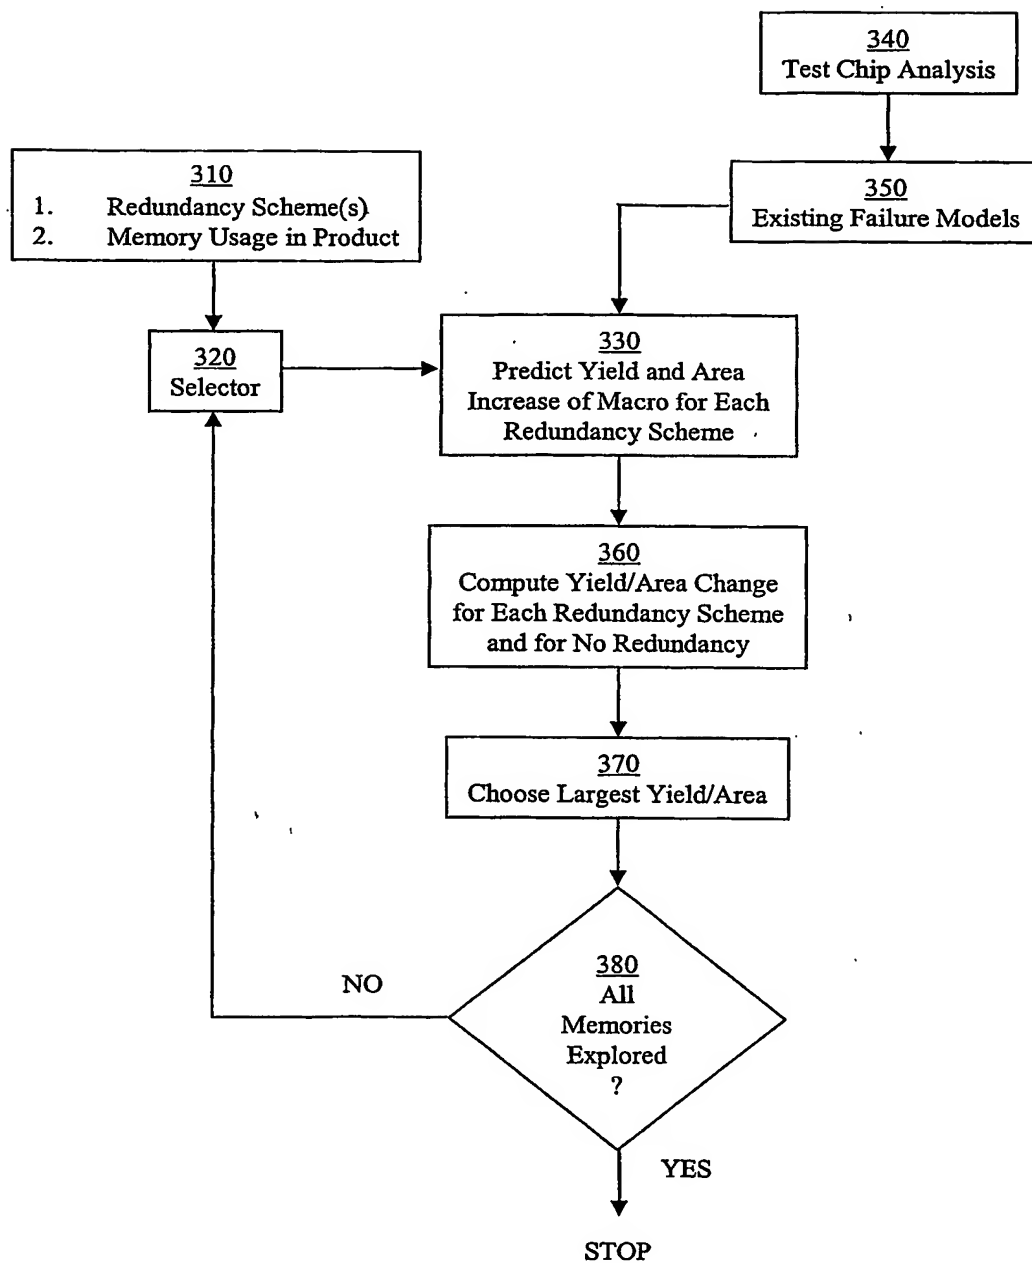 340
Test Chip Analysis
310
1. Redundancy Scheme(s)
2. Memory Usage in Product
350
Existing Failure Models
320
Selector
330
Predict Yield and Area
Increase of Macro for Each
Redundancy Scheme
360
Compute Yield/Area Change
for Each Redundancy Scheme
and for No Redundancy
370
Choose Largest Yield/Area
380
All
Memories
Explored
?
NO
YES
STOP